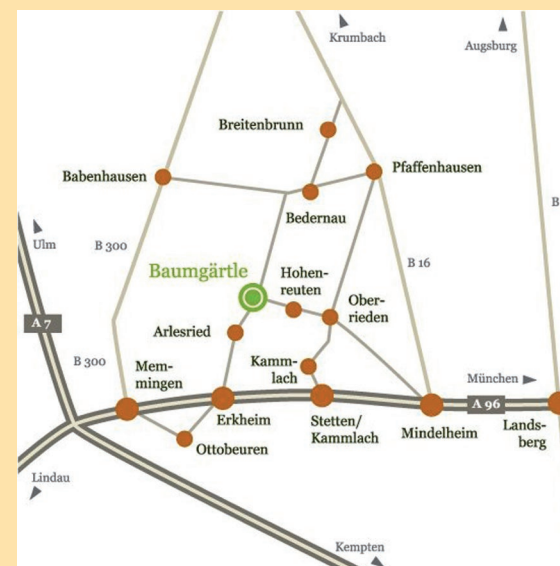 Krumbach
Augsburg
Breitenbrunn
Babenhausen
Pfaffenhausen
Bedernau
B
Ulm
B 300
B 16
Baumgärtle
Hohen-
reuten
Ober-
rieden
A 7
Arlesried
B 300
Mem-
mingen
Kamm-
lach
München
A 96
Erkheim
Stetten/
Kammlach
Mindelheim
Lands-
berg
Ottobeuren
Lindau
Kempten